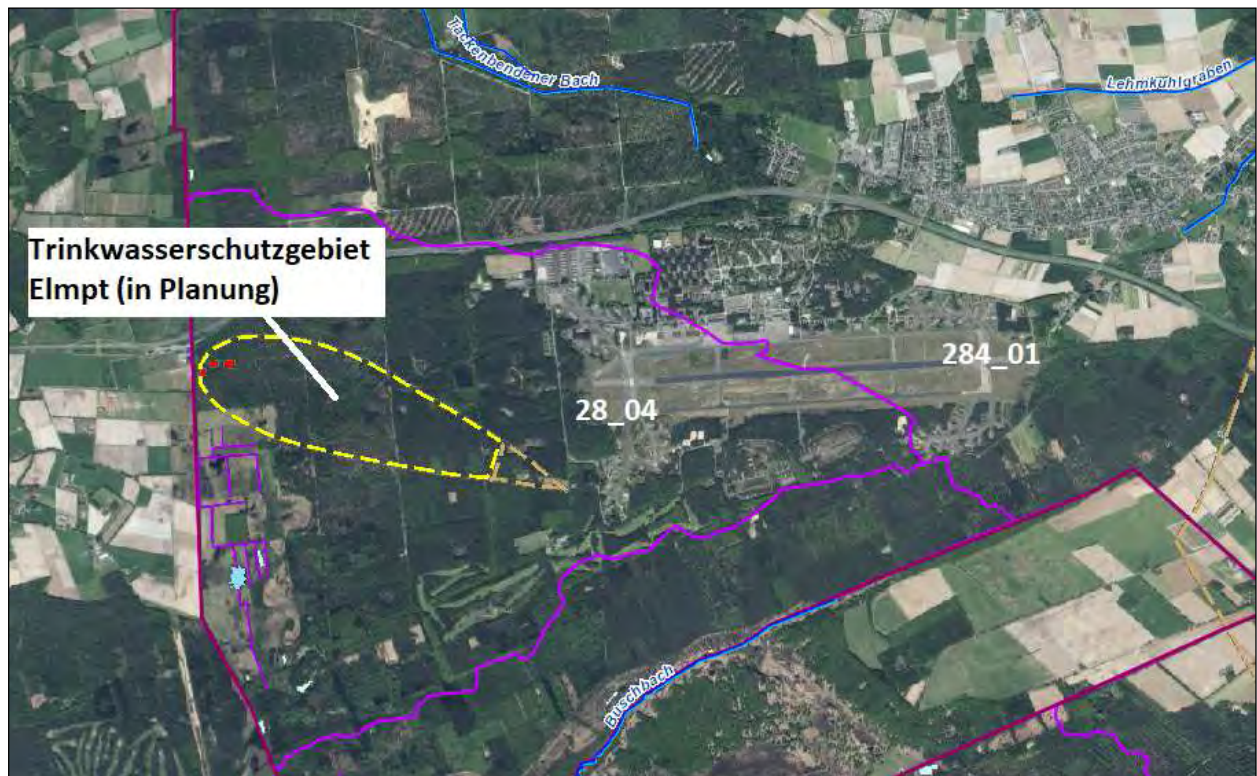 Tackenbendener Bach
Lehmkuhlgraben
Trinkwasserschutzgebiet
Elmpt (in Planung)
284_01
28_04
Buschbach